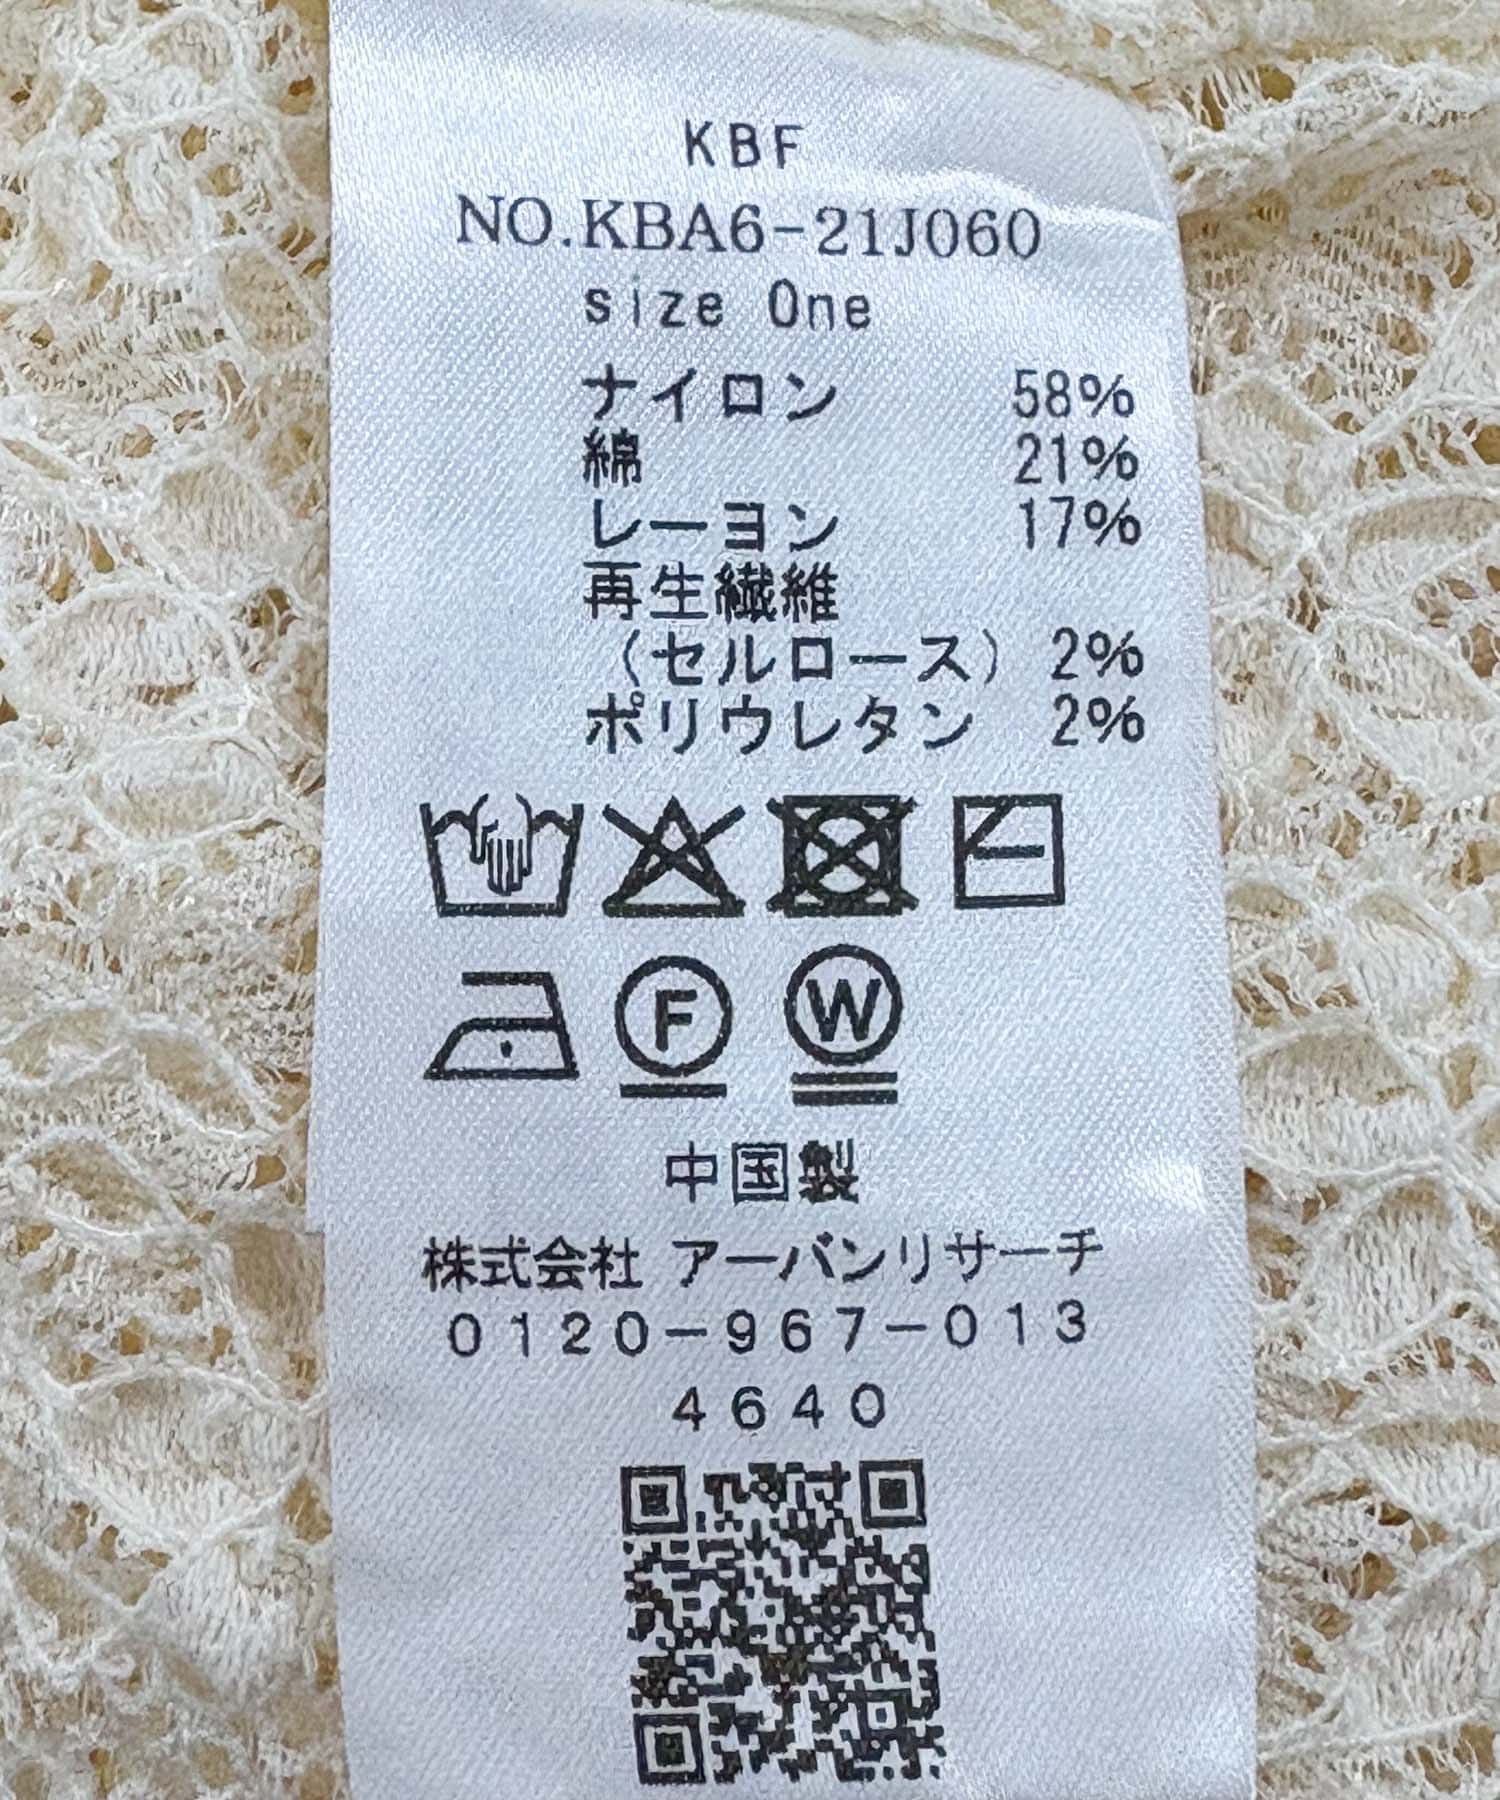 KBF
NO.KBA6-21J060
size One
ナイロン 58%
綿 21%
レーヨン 17%
再生繊維
(セルロース) 2%
ポリウレタン 2%
F W
中国製
株式会社 アーバンリサーチ
0120-967-013
4640